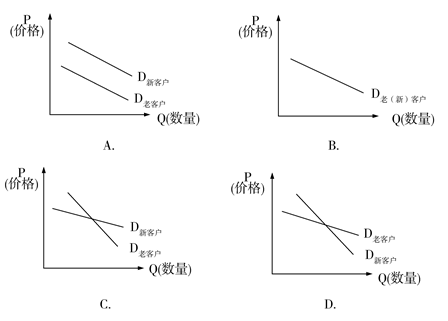 P
(价格)
D新客户
D老客户
Q(数量)
A.
P
(价格)
D老（新）客户
Q(数量)
B.
P
(价格)
D新客户
D老客户
Q(数量)
C.
P
(价格)
D老客户
D新客户
Q(数量)
D.